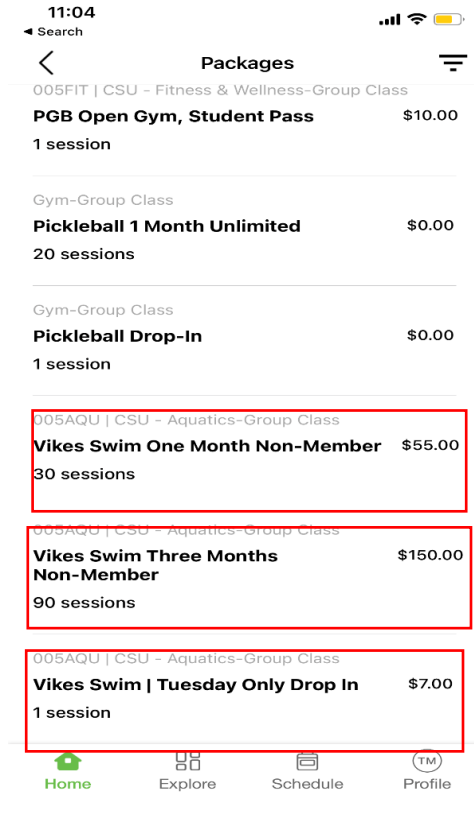 11:04
◄ Search
Packages
005FIT | CSU - Fitness & Wellness-Group Class
PGB Open Gym, Student Pass $10.00
1 session
Gym-Group Class
Pickleball 1 Month Unlimited $0.00
20 sessions
Gym-Group Class
Pickleball Drop-In $0.00
1 session
005AQU | CSU - Aquatics-Group Class
Vikes Swim One Month Non-Member $55.00
30 sessions
005AQU | CSU - Aquatics-Group Class
Vikes Swim Three Months $150.00
Non-Member
90 sessions
005AQU | CSU - Aquatics-Group Class
Vikes Swim | Tuesday Only Drop In $7.00
1 session
TM
Home Explore Schedule Profile